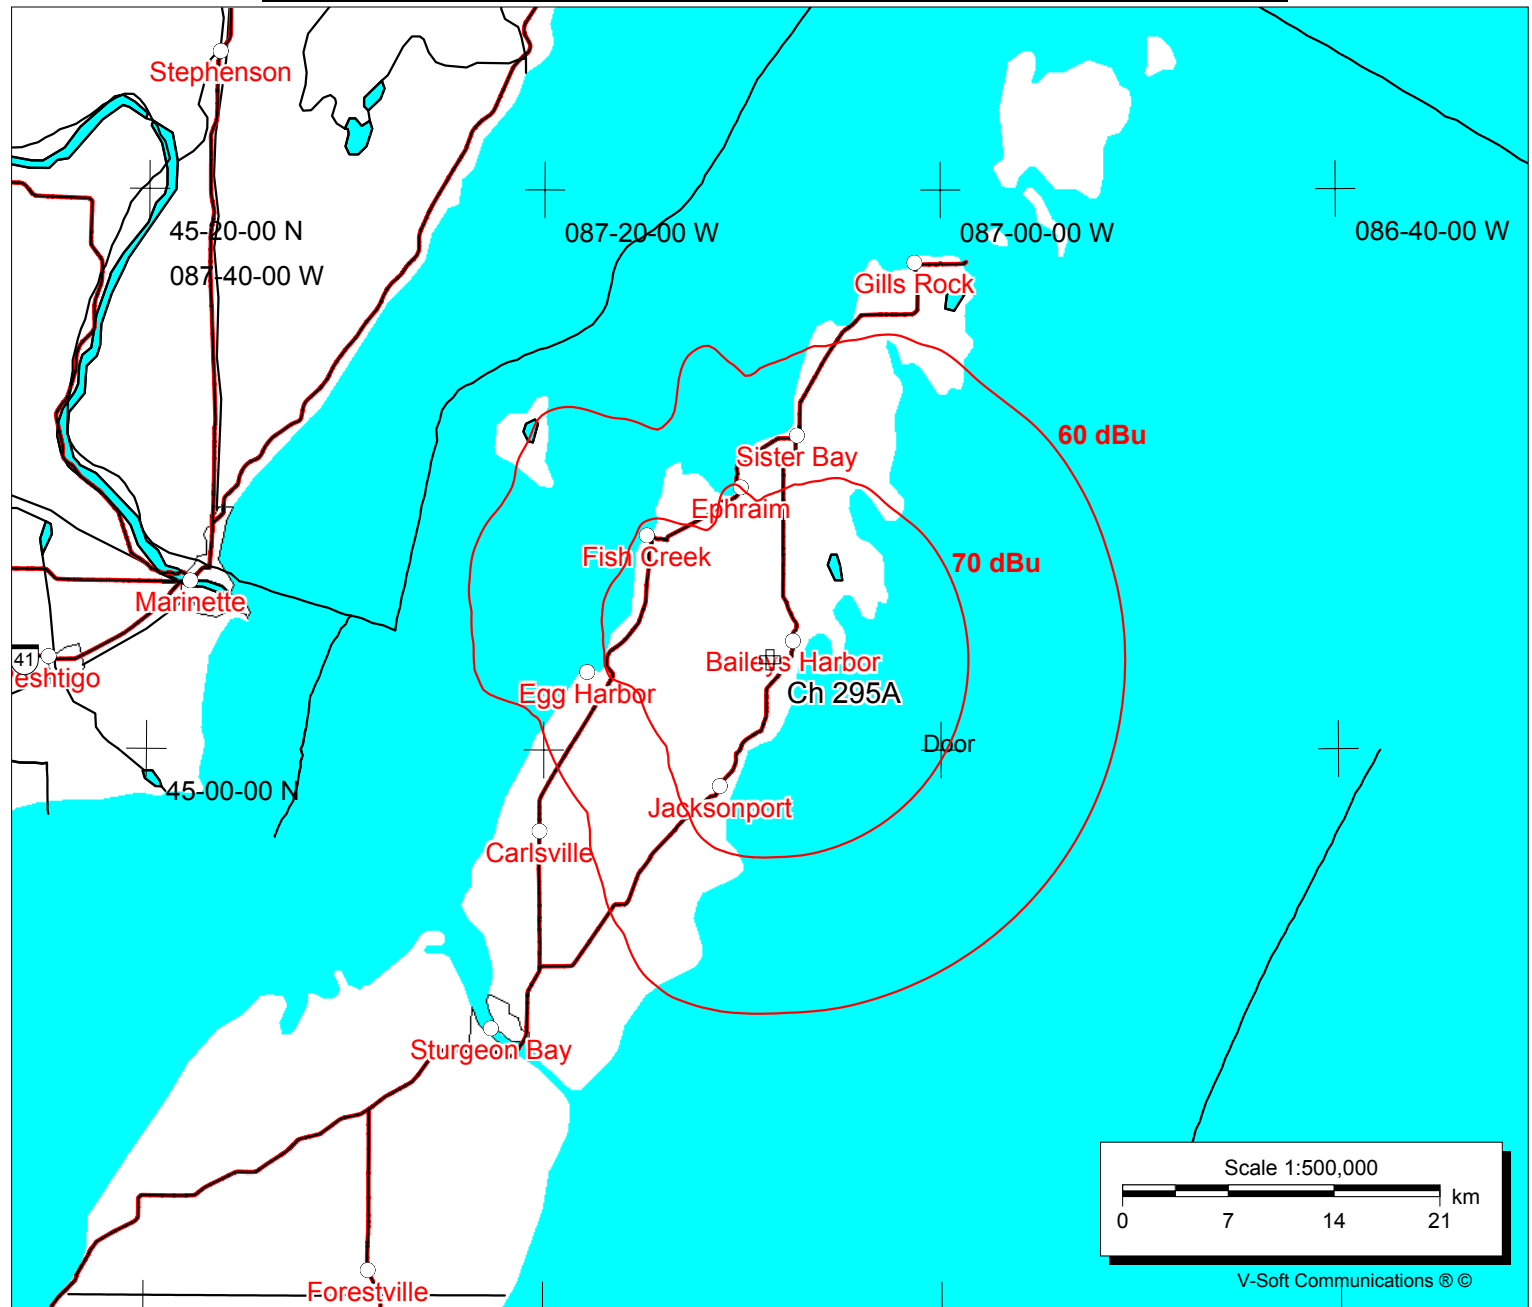 Stephenson
45-20-00 N
087-40-00 W
087-20-00 W
087-00-00 W
086-40-00 W
Gills Rock
60 dBu
Sister Bay
Ephraim
Fish Creek
70 dBu
Marinette
41
eshtigo
Baileys Harbor
Egg Harbor
Ch 295A
Door
45-00-00 N
Jacksonport
Carlsville
Sturgeon Bay
Forestville
Scale 1:500,000
km
0 7 14 21
V-Soft Communications ® ©